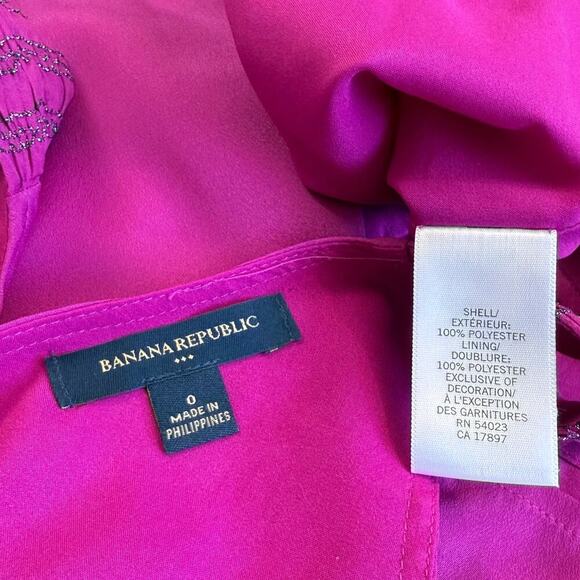 BANANA REPUBLIC
0
MADE IN
PHILIPPINES
SHELL/
EXTÉRIEUR:
100% POLYESTER
LINING/
DOUBLURE:
100% POLYESTER
EXCLUSIVE OF
DECORATION/
À L'EXCEPTION
DES GARNITURES
RN 54023
CA 17897